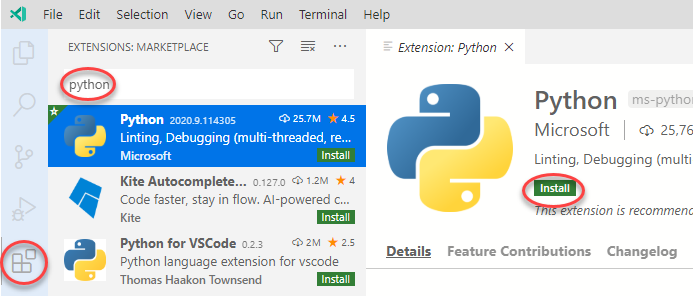 File Edit Selection View Go Run Terminal Help
EXTENSIONS: MARKETPLACE
python
Python 2020.9.114305 25.7M 4.5
Linting, Debugging (multi-threaded, re...
Microsoft Install
Kite Autocomplete... 0.127.0 1.2M 4
Code faster, stay in flow. AI-powered c...
Kite Install
Python for VSCode 0.2.3 2M 2.5
Python language extension for vscode
Thomas Haakon Townsend Install
Extension: Python
Python ms-pytho
Microsoft 25,76
Linting, Debugging (multi
Install
This extension is recommen
Details Feature Contributions Changelog